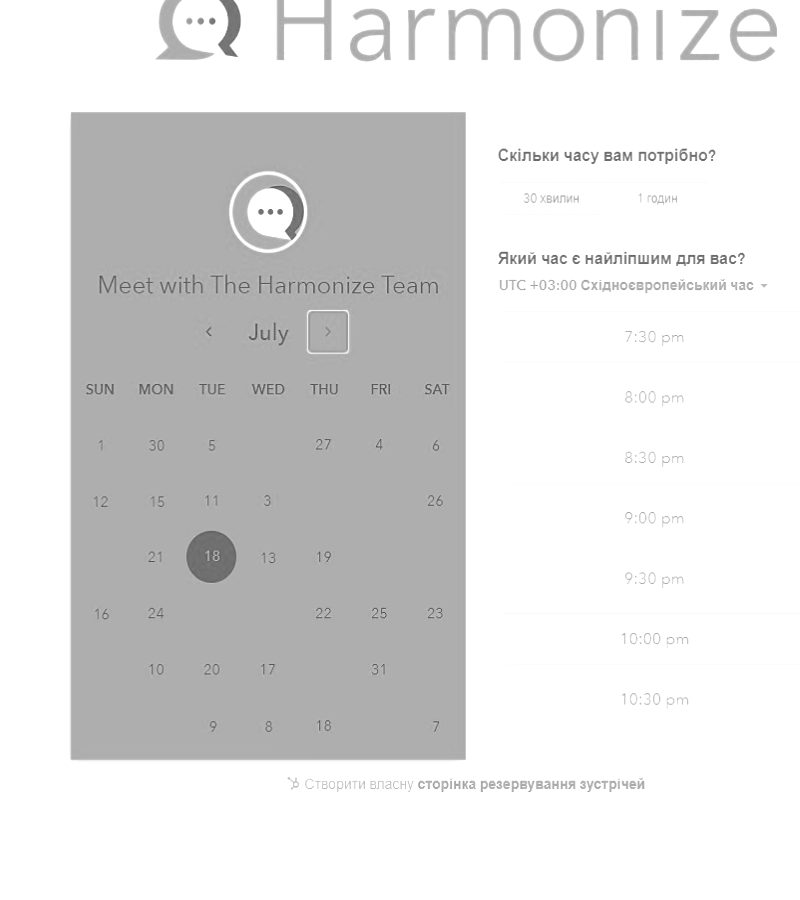 Harmonize
Meet with The Harmonize Team
July
SUN MON TUE WED THU FRI SAT
1 30 5 27 4 6
12 15 11 3 26
21 18 13 19
16 24 22 25 23
10 20 17 31
9 8 18 7
Скільки часу вам потрібно?
30 хвилин 1 годин
Який час є найліпшим для вас?
UTC +03:00 Східноєвропейський час
7:30 pm
8:00 pm
8:30 pm
9:00 pm
9:30 pm
10:00 pm
10:30 pm
Створити власну сторінка резервування зустрічей